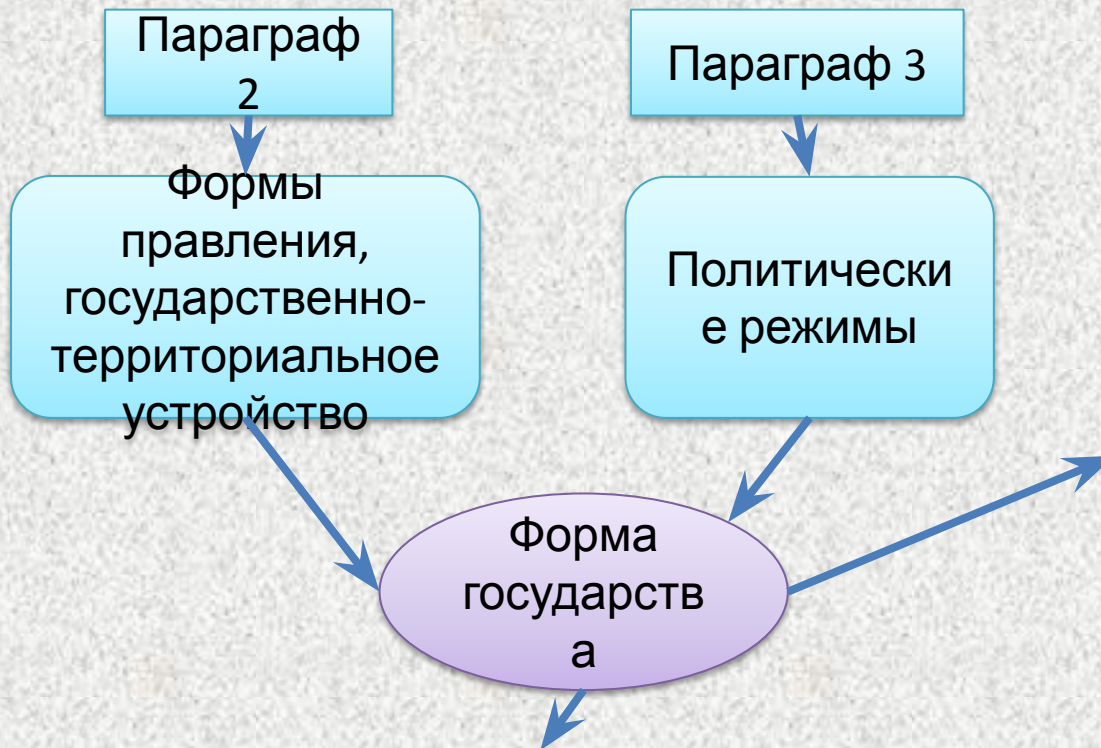 Параграф
2
Параграф 3
Формы
правления,
государственно-
территориальное
устройство
Политически
е режимы
Форма
государств
а